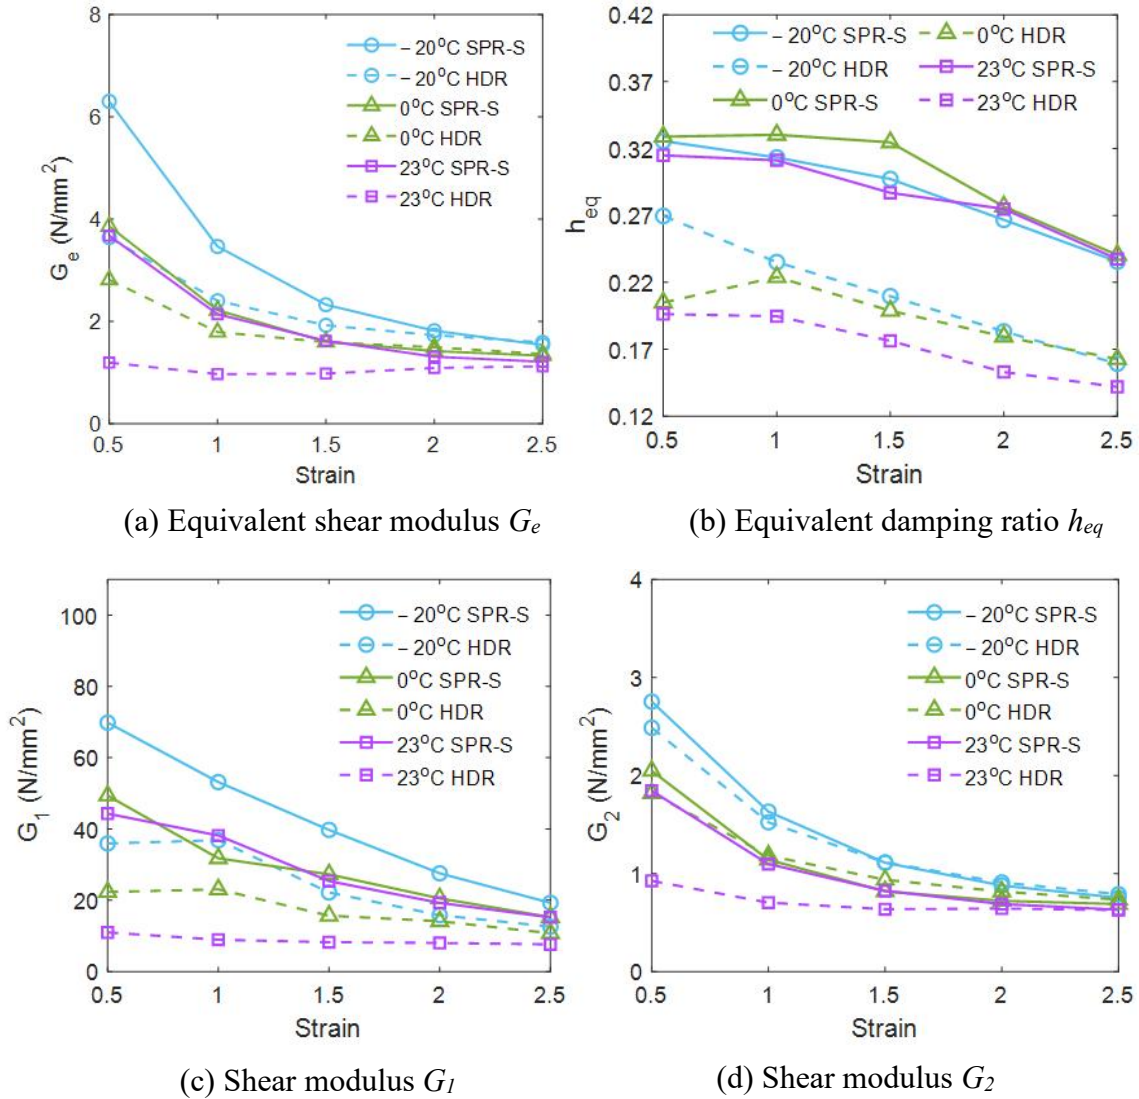 8
6
4
2
0
0.5 1 1.5 2 2.5
Gₑ (N/mm²)
Strain
– 20°C SPR-S
– 20°C HDR
0°C SPR-S
0°C HDR
23°C SPR-S
23°C HDR
(a) Equivalent shear modulus Gₑ
0.42
0.37
0.32
0.27
0.22
0.17
0.12
0.5 1 1.5 2 2.5
h_eq
Strain
– 20°C SPR-S 0°C HDR
– 20°C HDR 23°C SPR-S
0°C SPR-S 23°C HDR
(b) Equivalent damping ratio h_eq
100
80
60
40
20
0
0.5 1 1.5 2 2.5
G₁ (N/mm²)
Strain
– 20°C SPR-S
– 20°C HDR
0°C SPR-S
0°C HDR
23°C SPR-S
23°C HDR
(c) Shear modulus G₁
4
3
2
1
0
0.5 1 1.5 2 2.5
G₂ (N/mm²)
Strain
– 20°C SPR-S
– 20°C HDR
0°C SPR-S
0°C HDR
23°C SPR-S
23°C HDR
(d) Shear modulus G₂